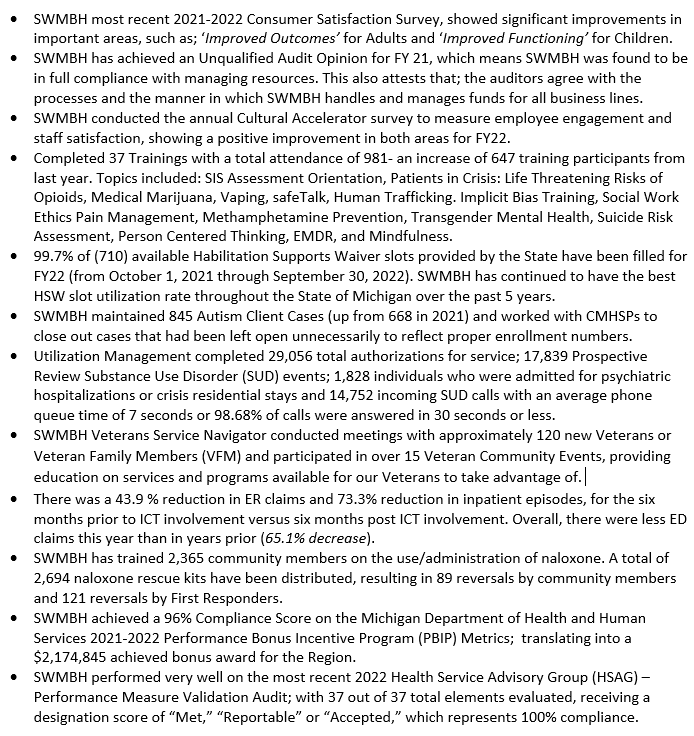 • SWMBH most recent 2021-2022 Consumer Satisfaction Survey, showed significant improvements in
important areas, such as; ‘Improved Outcomes’ for Adults and ‘Improved Functioning’ for Children.
• SWMBH has achieved an Unqualified Audit Opinion for FY 21, which means SWMBH was found to be
in full compliance with managing resources. This also attests that; the auditors agree with the
processes and the manner in which SWMBH handles and manages funds for all business lines.
• SWMBH conducted the annual Cultural Accelerator survey to measure employee engagement and
staff satisfaction, showing a positive improvement in both areas for FY22.
• Completed 37 Trainings with a total attendance of 981- an increase of 647 training participants from
last year. Topics included: SIS Assessment Orientation, Patients in Crisis: Life Threatening Risks of
Opioids, Medical Marijuana, Vaping, safeTalk, Human Trafficking. Implicit Bias Training, Social Work
Ethics Pain Management, Methamphetamine Prevention, Transgender Mental Health, Suicide Risk
Assessment, Person Centered Thinking, EMDR, and Mindfulness.
• 99.7% of (710) available Habilitation Supports Waiver slots provided by the State have been filled for
FY22 (from October 1, 2021 through September 30, 2022). SWMBH has continued to have the best
HSW slot utilization rate throughout the State of Michigan over the past 5 years.
• SWMBH maintained 845 Autism Client Cases (up from 668 in 2021) and worked with CMHSPs to
close out cases that had been left open unnecessarily to reflect proper enrollment numbers.
• Utilization Management completed 29,056 total authorizations for service; 17,839 Prospective
Review Substance Use Disorder (SUD) events; 1,828 individuals who were admitted for psychiatric
hospitalizations or crisis residential stays and 14,752 incoming SUD calls with an average phone
queue time of 7 seconds or 98.68% of calls were answered in 30 seconds or less.
• SWMBH Veterans Service Navigator conducted meetings with approximately 120 new Veterans or
Veteran Family Members (VFM) and participated in over 15 Veteran Community Events, providing
education on services and programs available for our Veterans to take advantage of.
• There was a 43.9 % reduction in ER claims and 73.3% reduction in inpatient episodes, for the six
months prior to ICT involvement versus six months post ICT involvement. Overall, there were less ED
claims this year than in years prior (65.1% decrease).
• SWMBH has trained 2,365 community members on the use/administration of naloxone. A total of
2,694 naloxone rescue kits have been distributed, resulting in 89 reversals by community members
and 121 reversals by First Responders.
• SWMBH achieved a 96% Compliance Score on the Michigan Department of Health and Human
Services 2021-2022 Performance Bonus Incentive Program (PBIP) Metrics; translating into a
$2,174,845 achieved bonus award for the Region.
• SWMBH performed very well on the most recent 2022 Health Service Advisory Group (HSAG) –
Performance Measure Validation Audit; with 37 out of 37 total elements evaluated, receiving a
designation score of “Met,” “Reportable” or “Accepted,” which represents 100% compliance.